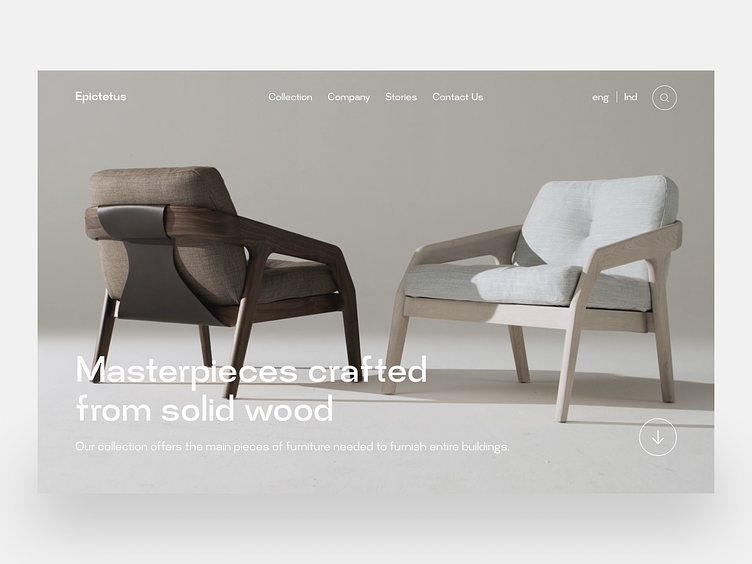 Epictetus
Collection Company Stories Contact Us
eng | Ind
Masterpieces crafted
from solid wood
Our collection offers the main pieces of furniture needed to furnish entire buildings.